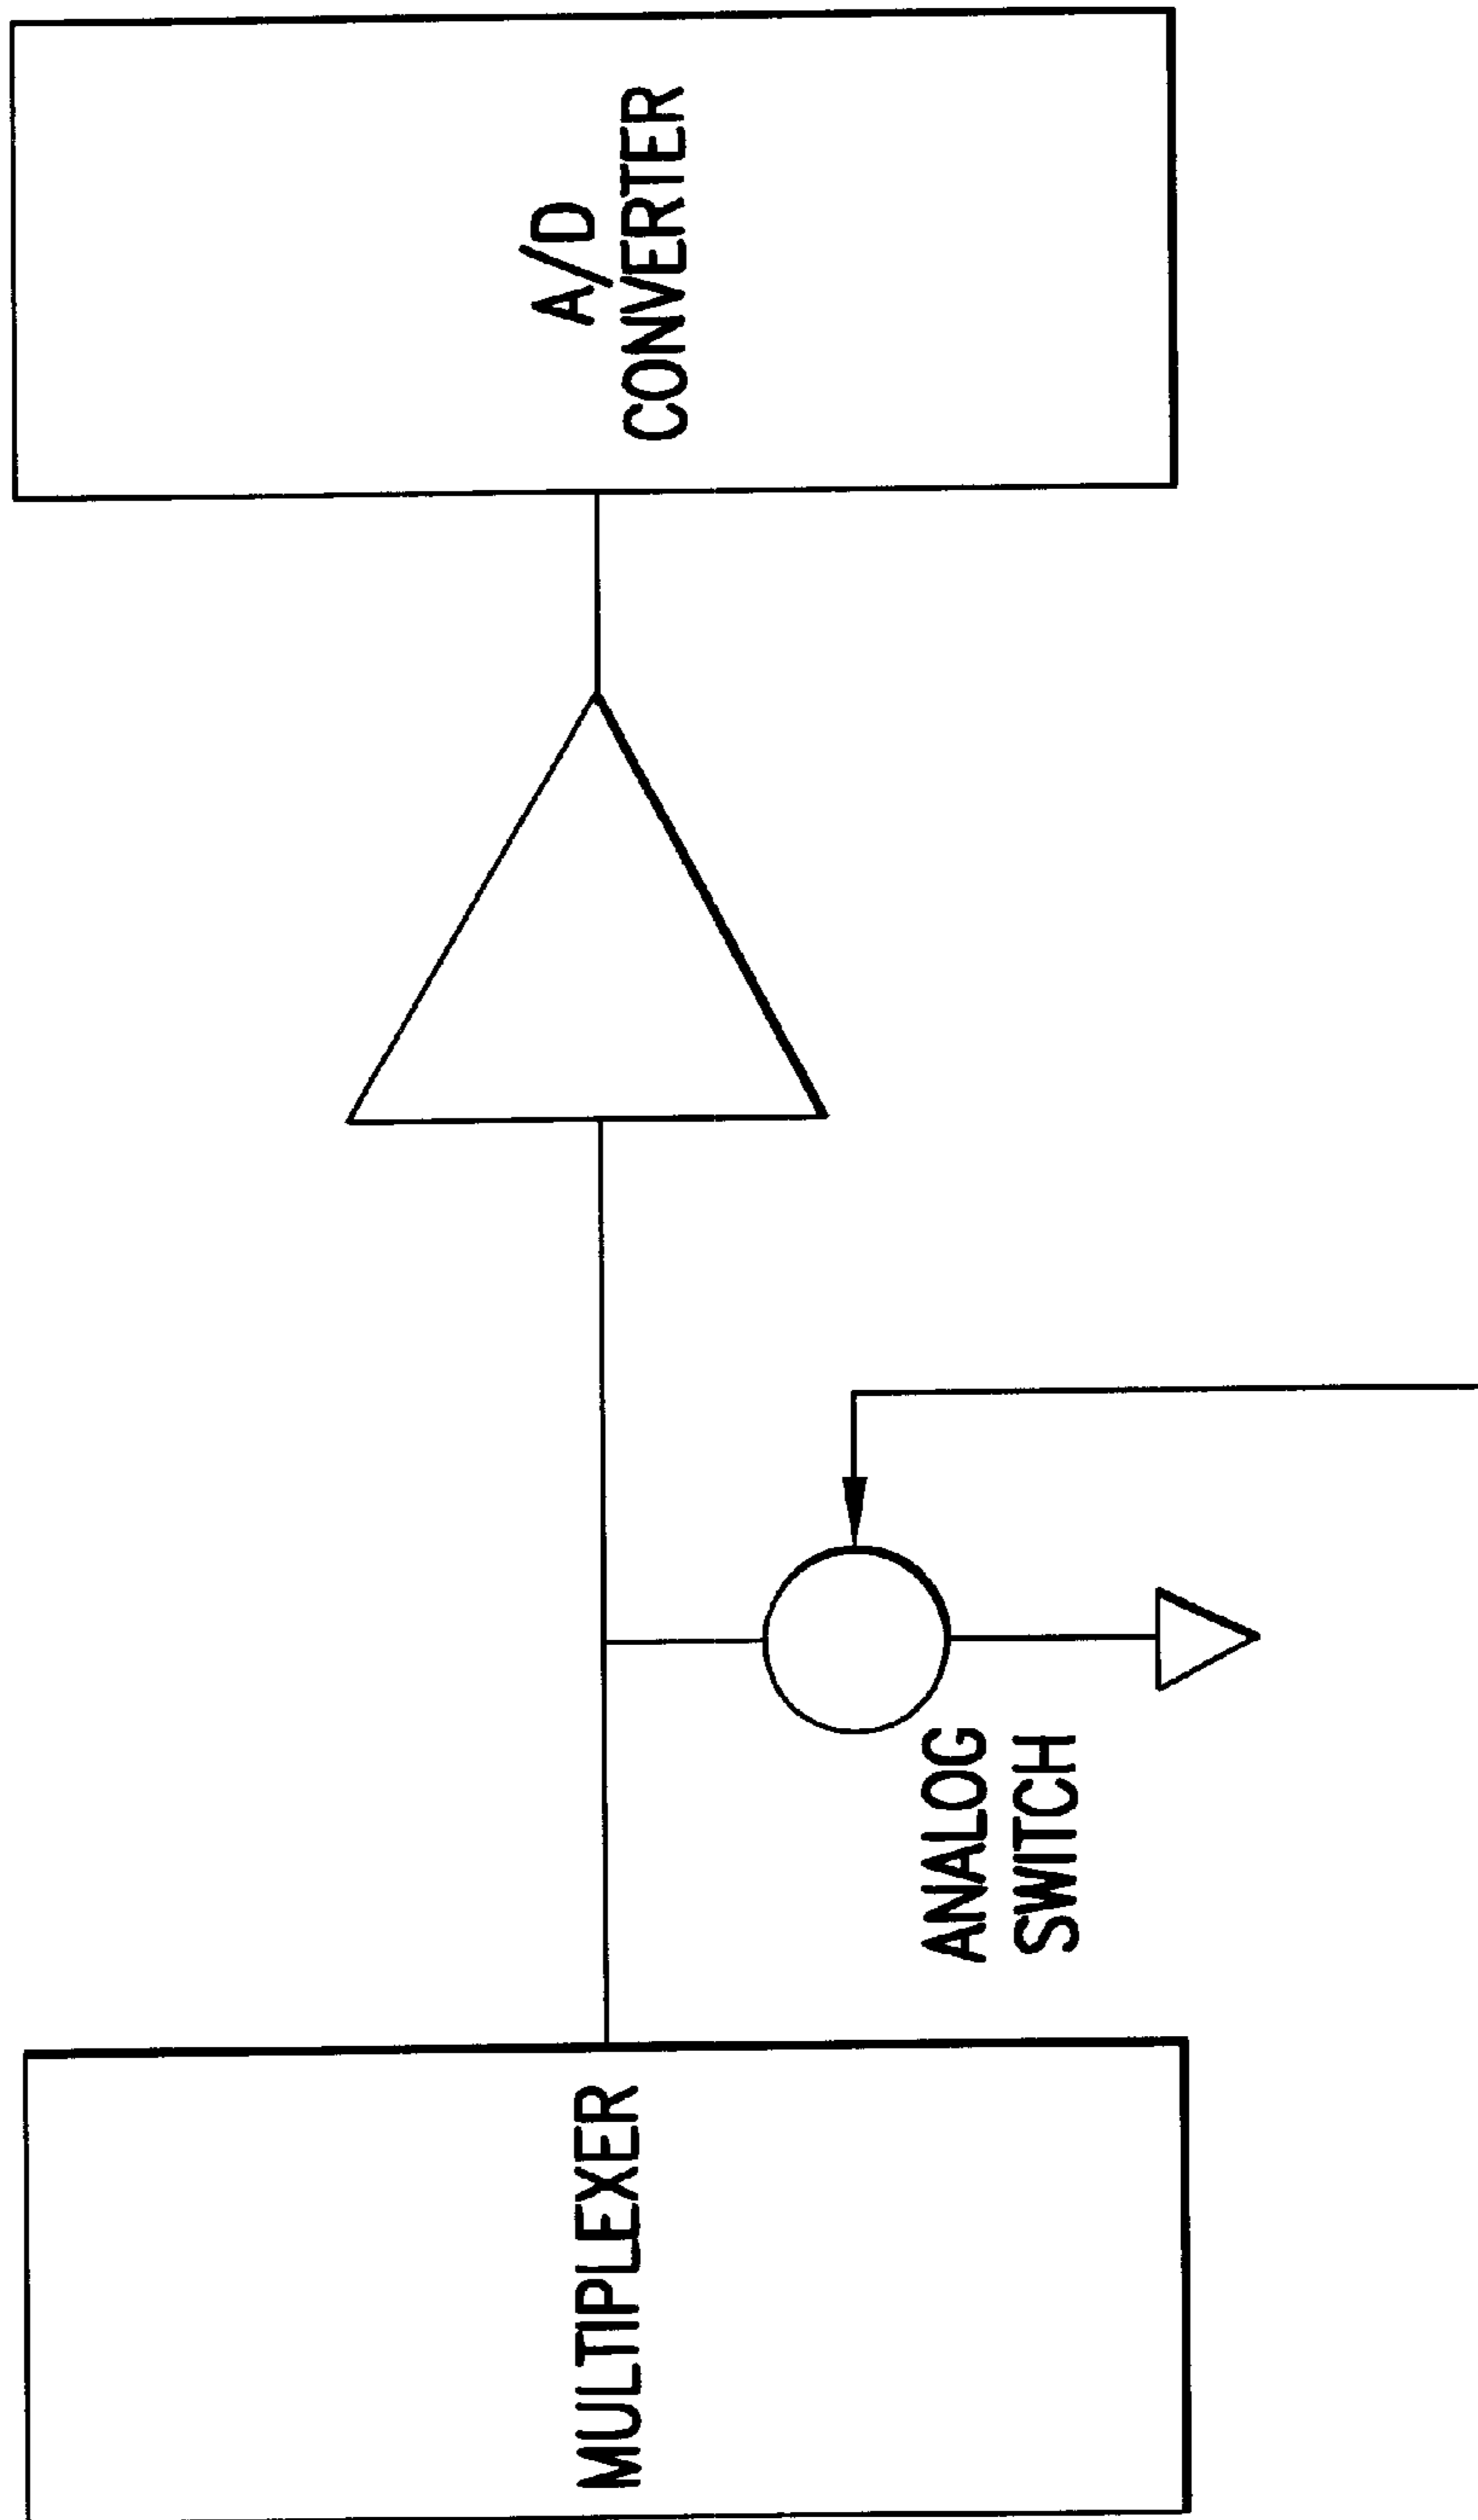 MULTIPLEXER
ANALOG
SWITCH
A/D
CONVERTER